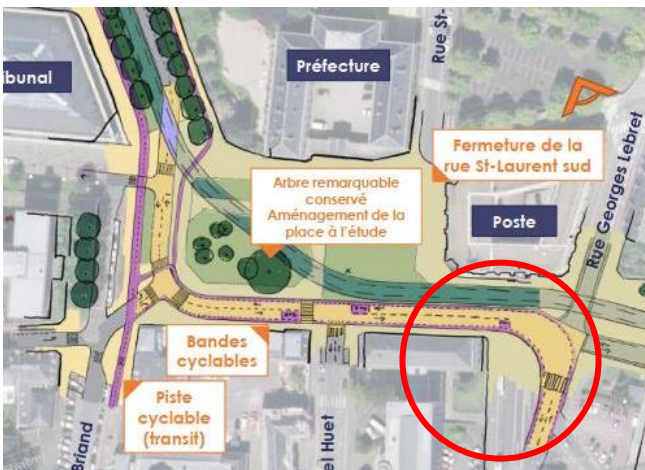 Préfecture
Rue St-
ibunal
Fermeture de la
rue St-Laurent sud
Rue Georges Lebret
Arbre remarquable
conservé
Aménagement de la
place à l'étude
Poste
Bandes
cyclables
Piste
cyclable
(transit)
Briand
el Huet